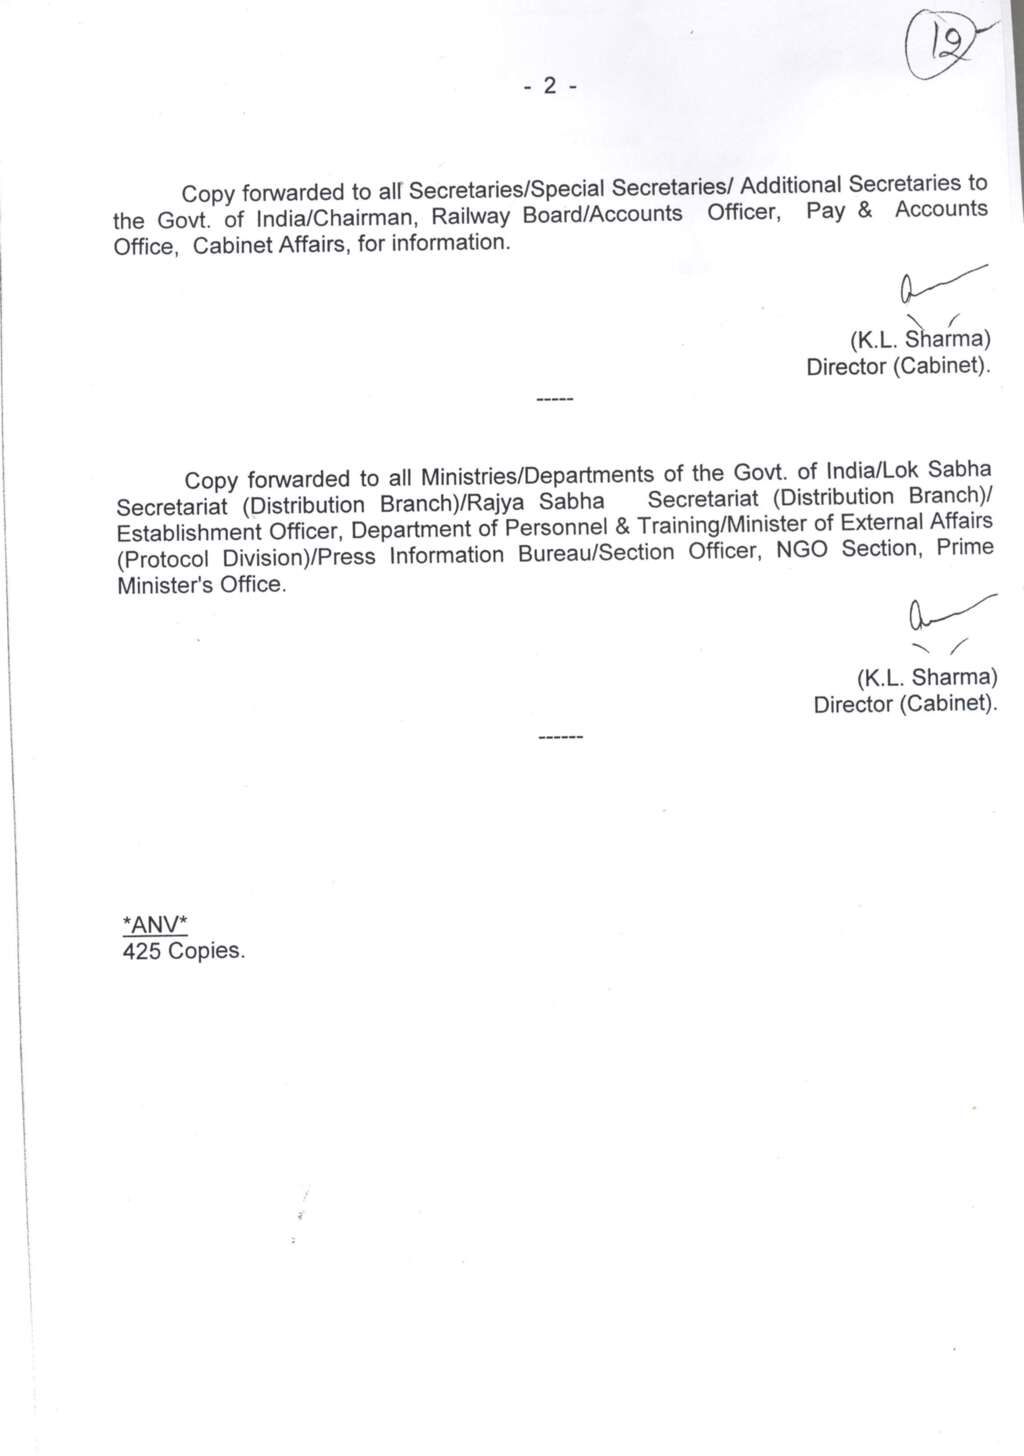 12
- 2 -
Copy forwarded to all Secretaries/Special Secretaries/ Additional Secretaries to
the Govt. of India/Chairman, Railway Board/Accounts Officer, Pay & Accounts
Office, Cabinet Affairs, for information.
(K.L. Sharma)
Director (Cabinet).
-----
Copy forwarded to all Ministries/Departments of the Govt. of India/Lok Sabha
Secretariat (Distribution Branch)/Rajya Sabha Secretariat (Distribution Branch)/
Establishment Officer, Department of Personnel & Training/Minister of External Affairs
(Protocol Division)/Press Information Bureau/Section Officer, NGO Section, Prime
Minister's Office.
(K.L. Sharma)
Director (Cabinet).
------
*ANV*
425 Copies.